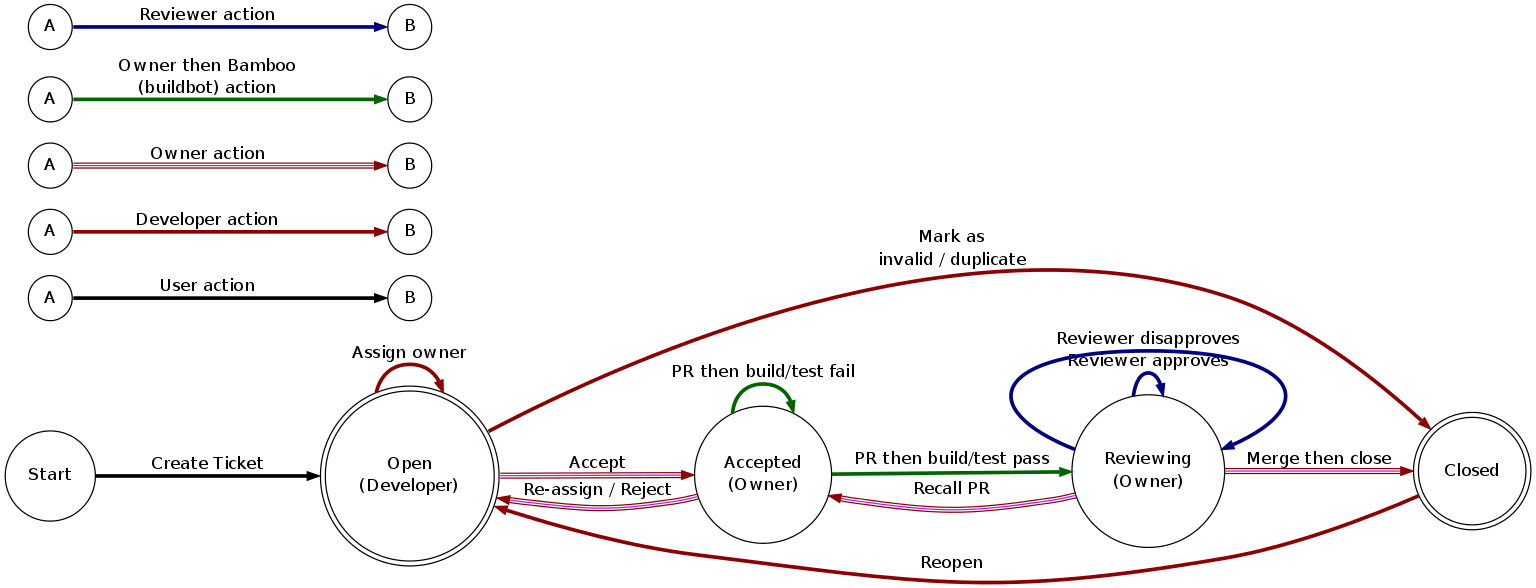 Reviewer action
A
B
Owner then Bamboo
(buildbot) action
A
B
Owner action
A
B
Developer action
A
B
User action
A
B
Mark as
invalid / duplicate
Assign owner
PR then build/test fail
Reviewer disapproves
Reviewer approves
Start
Create Ticket
Open
(Developer)
Accept
Re-assign / Reject
Accepted
(Owner)
PR then build/test pass
Recall PR
Reviewing
(Owner)
Merge then close
Closed
Reopen